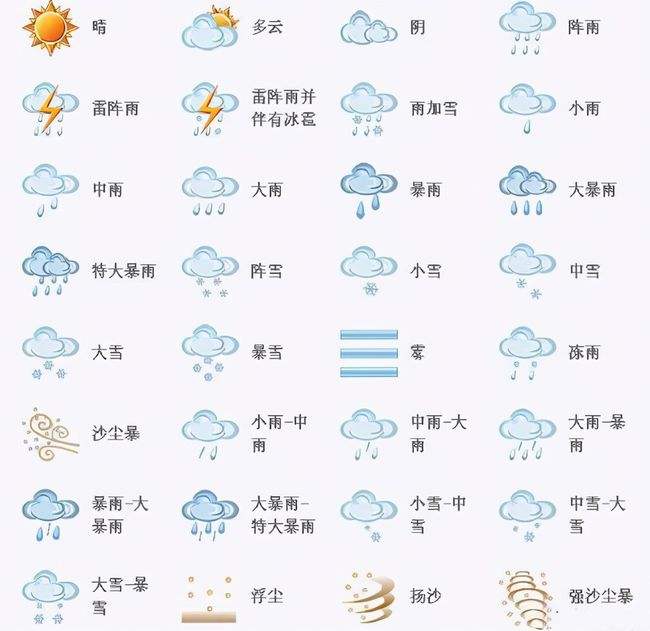 晴
多云
阴
阵雨
雷阵雨
雷阵雨并
伴有冰雹
雨加雪
小雨
中雨
大雨
暴雨
大暴雨
特大暴雨
阵雪
小雪
中雪
大雪
暴雪
雾
冻雨
沙尘暴
小雨-中
雨
中雨-大
雨
大雨-暴
雨
暴雨-大
暴雨
大暴雨-
特大暴雨
小雪-中
雪
中雪-大
雪
大雪-暴
雪
浮尘
扬沙
强沙尘暴